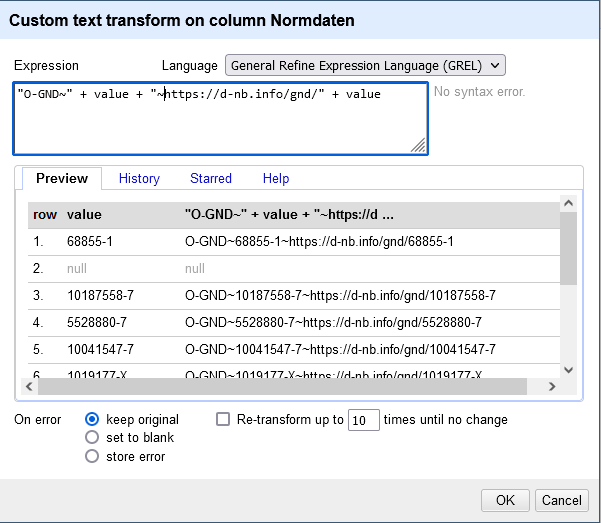 Custom text transform on column Normdaten
Expression Language General Refine Expression Language (GREL)
"O-GND~" + value + "~https://d-nb.info/gnd/" + value No syntax error.
Preview History Starred Help
row value "O-GND~" + value + "~https://d ...
1. 68855-1 O-GND~68855-1~https://d-nb.info/gnd/68855-1
2. null null
3. 10187558-7 O-GND~10187558-7~https://d-nb.info/gnd/10187558-7
4. 5528880-7 O-GND~5528880-7~https://d-nb.info/gnd/5528880-7
5. 10041547-7 O-GND~10041547-7~https://d-nb.info/gnd/10041547-7
6. 1019177-X O-GND~1019177-X~https://d-nb.info/gnd/1019177-X
On error keep original Re-transform up to 10 times until no change
set to blank
store error
OK Cancel